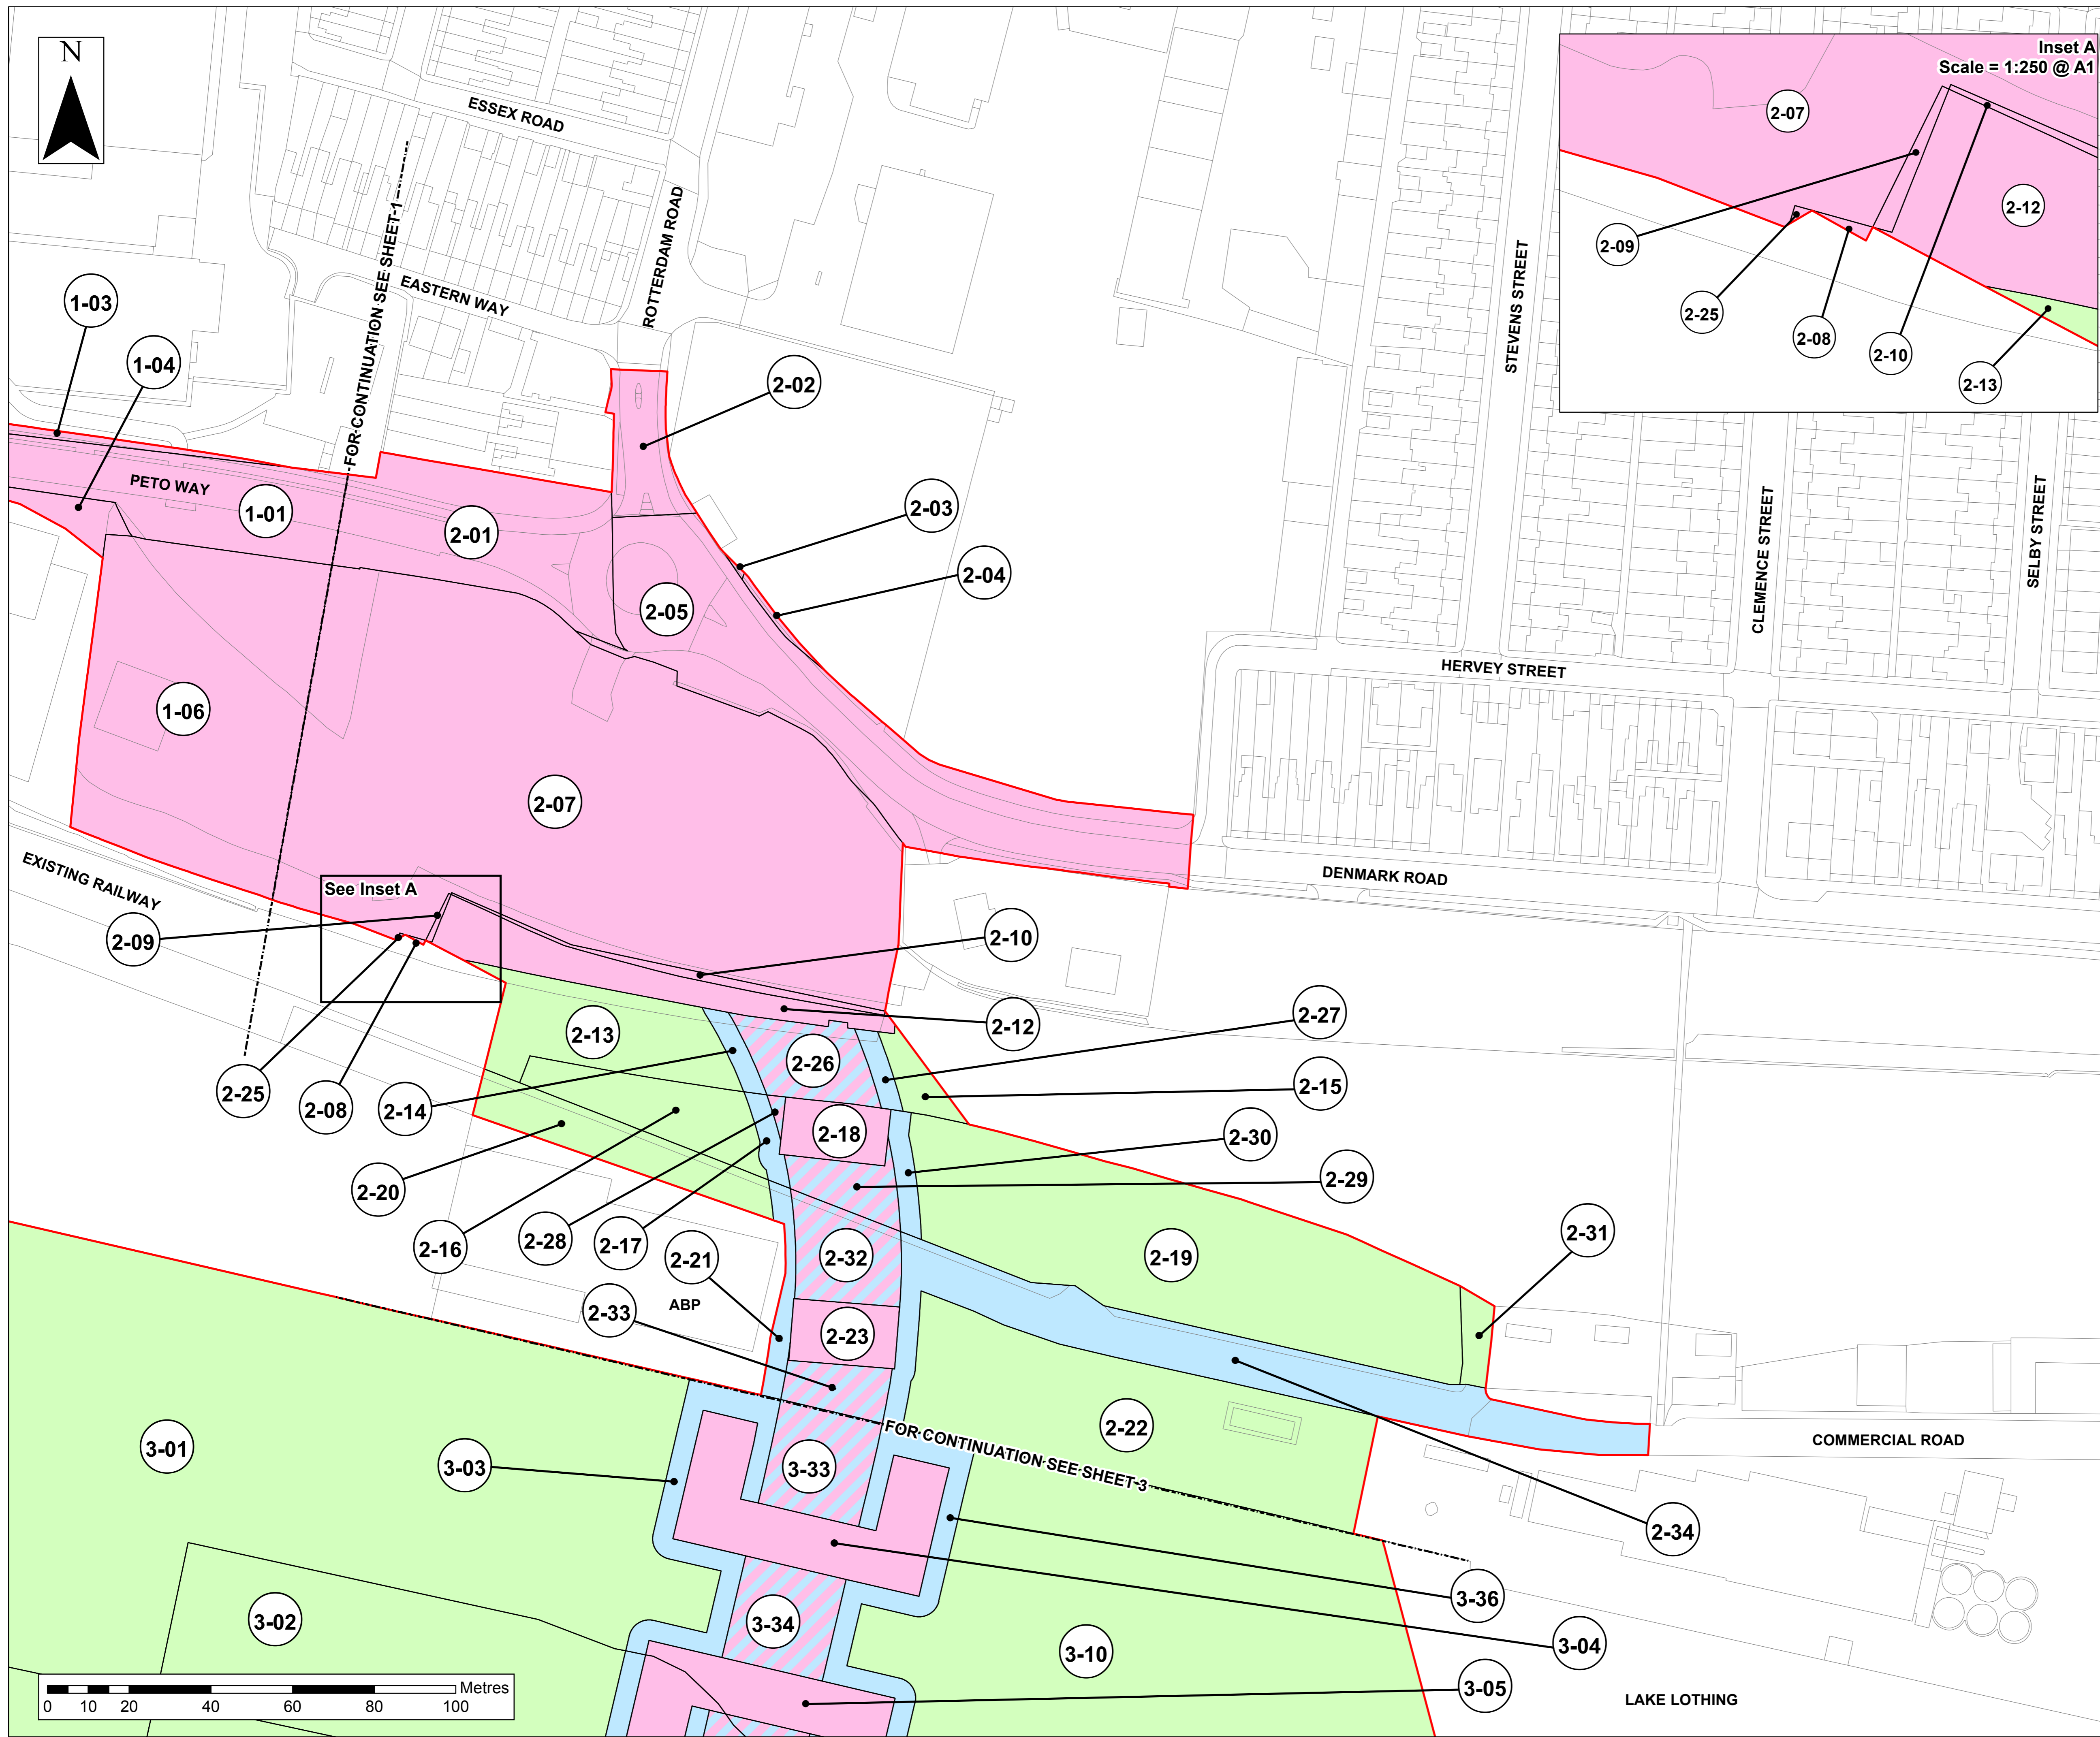 N
Inset A
Scale = 1:250 @ A1
ESSEX ROAD
2-07
ROTTERDAM ROAD
2-12
2-09
STEVENS STREET
FOR CONTINUATION SEE SHEET 1
EASTERN WAY
1-03
2-25
2-08
2-10
1-04
2-13
2-02
PETO WAY
1-01
2-01
2-03
CLEMENCE STREET
SELBY STREET
2-04
2-05
HERVEY STREET
1-06
2-07
EXISTING RAILWAY
See Inset A
DENMARK ROAD
2-09
2-10
2-27
2-12
2-13
2-26
2-25
2-08
2-14
2-15
2-18
2-30
2-20
2-29
2-16
2-28
2-17
2-21
2-32
2-19
2-31
2-33
ABP
2-23
3-01
3-03
FOR CONTINUATION SEE SHEET 3
2-22
COMMERCIAL ROAD
3-33
2-34
3-36
3-02
3-34
3-10
3-04
3-05
LAKE LOTHING
Metres
0 10 20 40 60 80 100